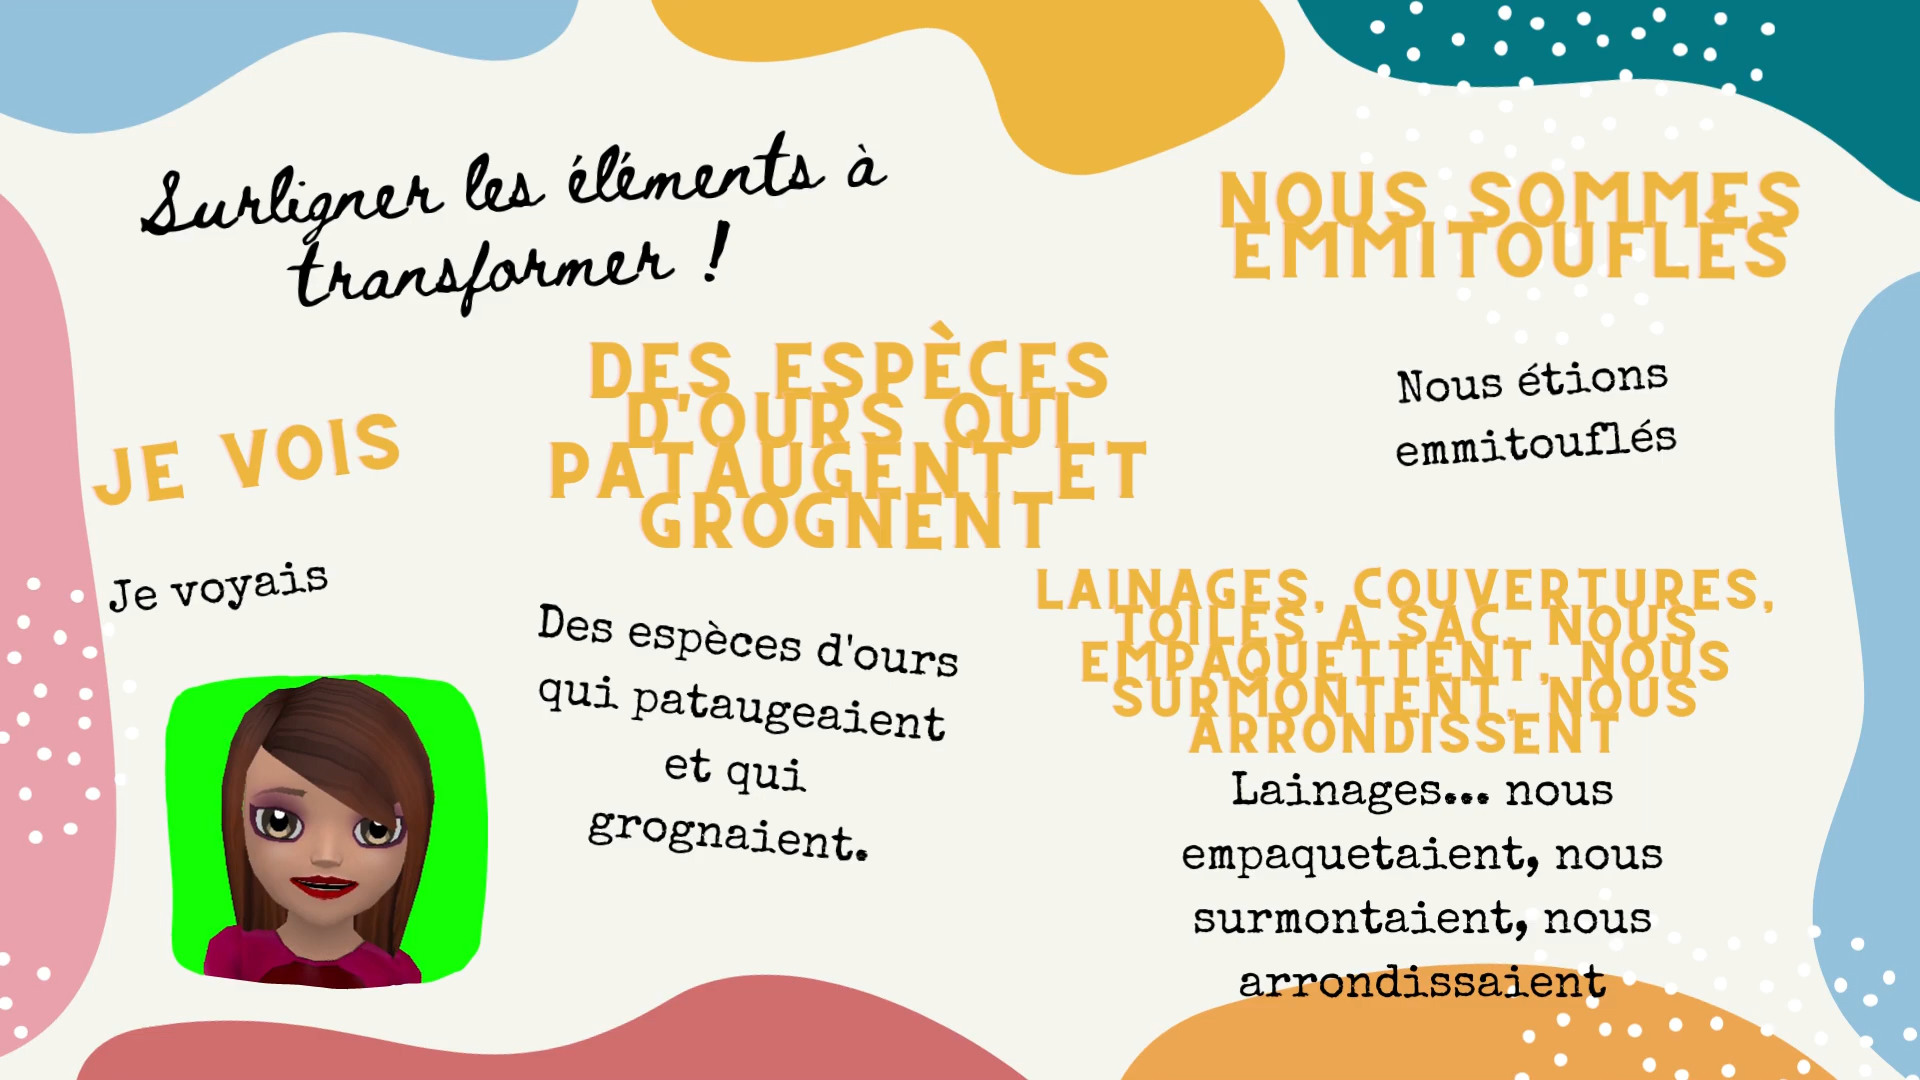 Surligner les éléments à
transformer !
JE VOIS
Je voyais
DES ESPÈCES
D'OURS QUI
PATAUGENT ET
GROGNENT
Des espèces d'ours
qui pataugeaient
et qui
grognaient.
NOUS SOMMES
EMMITOUFLÉS
Nous étions
emmitouflés
LAINAGES, COUVERTURES,
TOILES A SAC, NOUS
EMPAQUETTENT, NOUS
SURMONTENT, NOUS
ARRONDISSENT
Lainages... nous
empaquetaient, nous
surmontaient, nous
arrondissaient